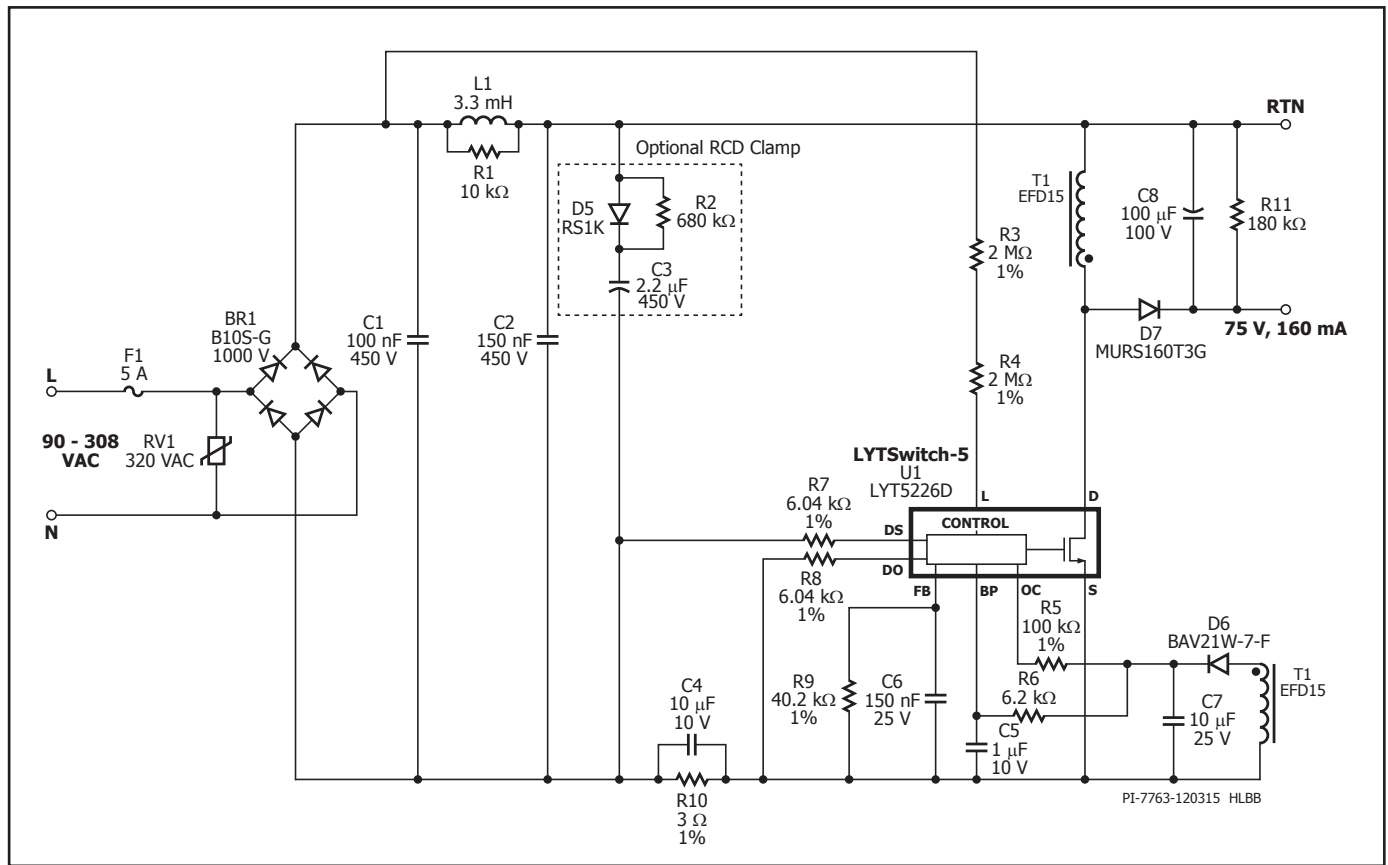 L1
3.3 mH
RTN
R1
10 kΩ
Optional RCD Clamp
D5
RS1K
R2
680 kΩ
C3
2.2 μF
450 V
T1
EFD15
C8
100 μF
100 V
R11
180 kΩ
R3
2 MΩ
1%
BR1
B10S-G
1000 V
C1
100 nF
450 V
C2
150 nF
450 V
D7
MURS160T3G
75 V, 160 mA
R4
2 MΩ
1%
F1
5 A
L
90 - 308
VAC
RV1
320 VAC
N
LYTSwitch-5
U1
LYT5226D
R7
6.04 kΩ
1%
L
D
DS
CONTROL
DO
R8
6.04 kΩ
1%
FB
BP
OC
S
R5
100 kΩ
1%
D6
BAV21W-7-F
T1
EFD15
R9
40.2 kΩ
1%
C6
150 nF
25 V
R6
6.2 kΩ
C7
10 μF
25 V
C4
10 μF
10 V
C5
1 μF
10 V
R10
3 Ω
1%
PI-7763-120315 HLBB